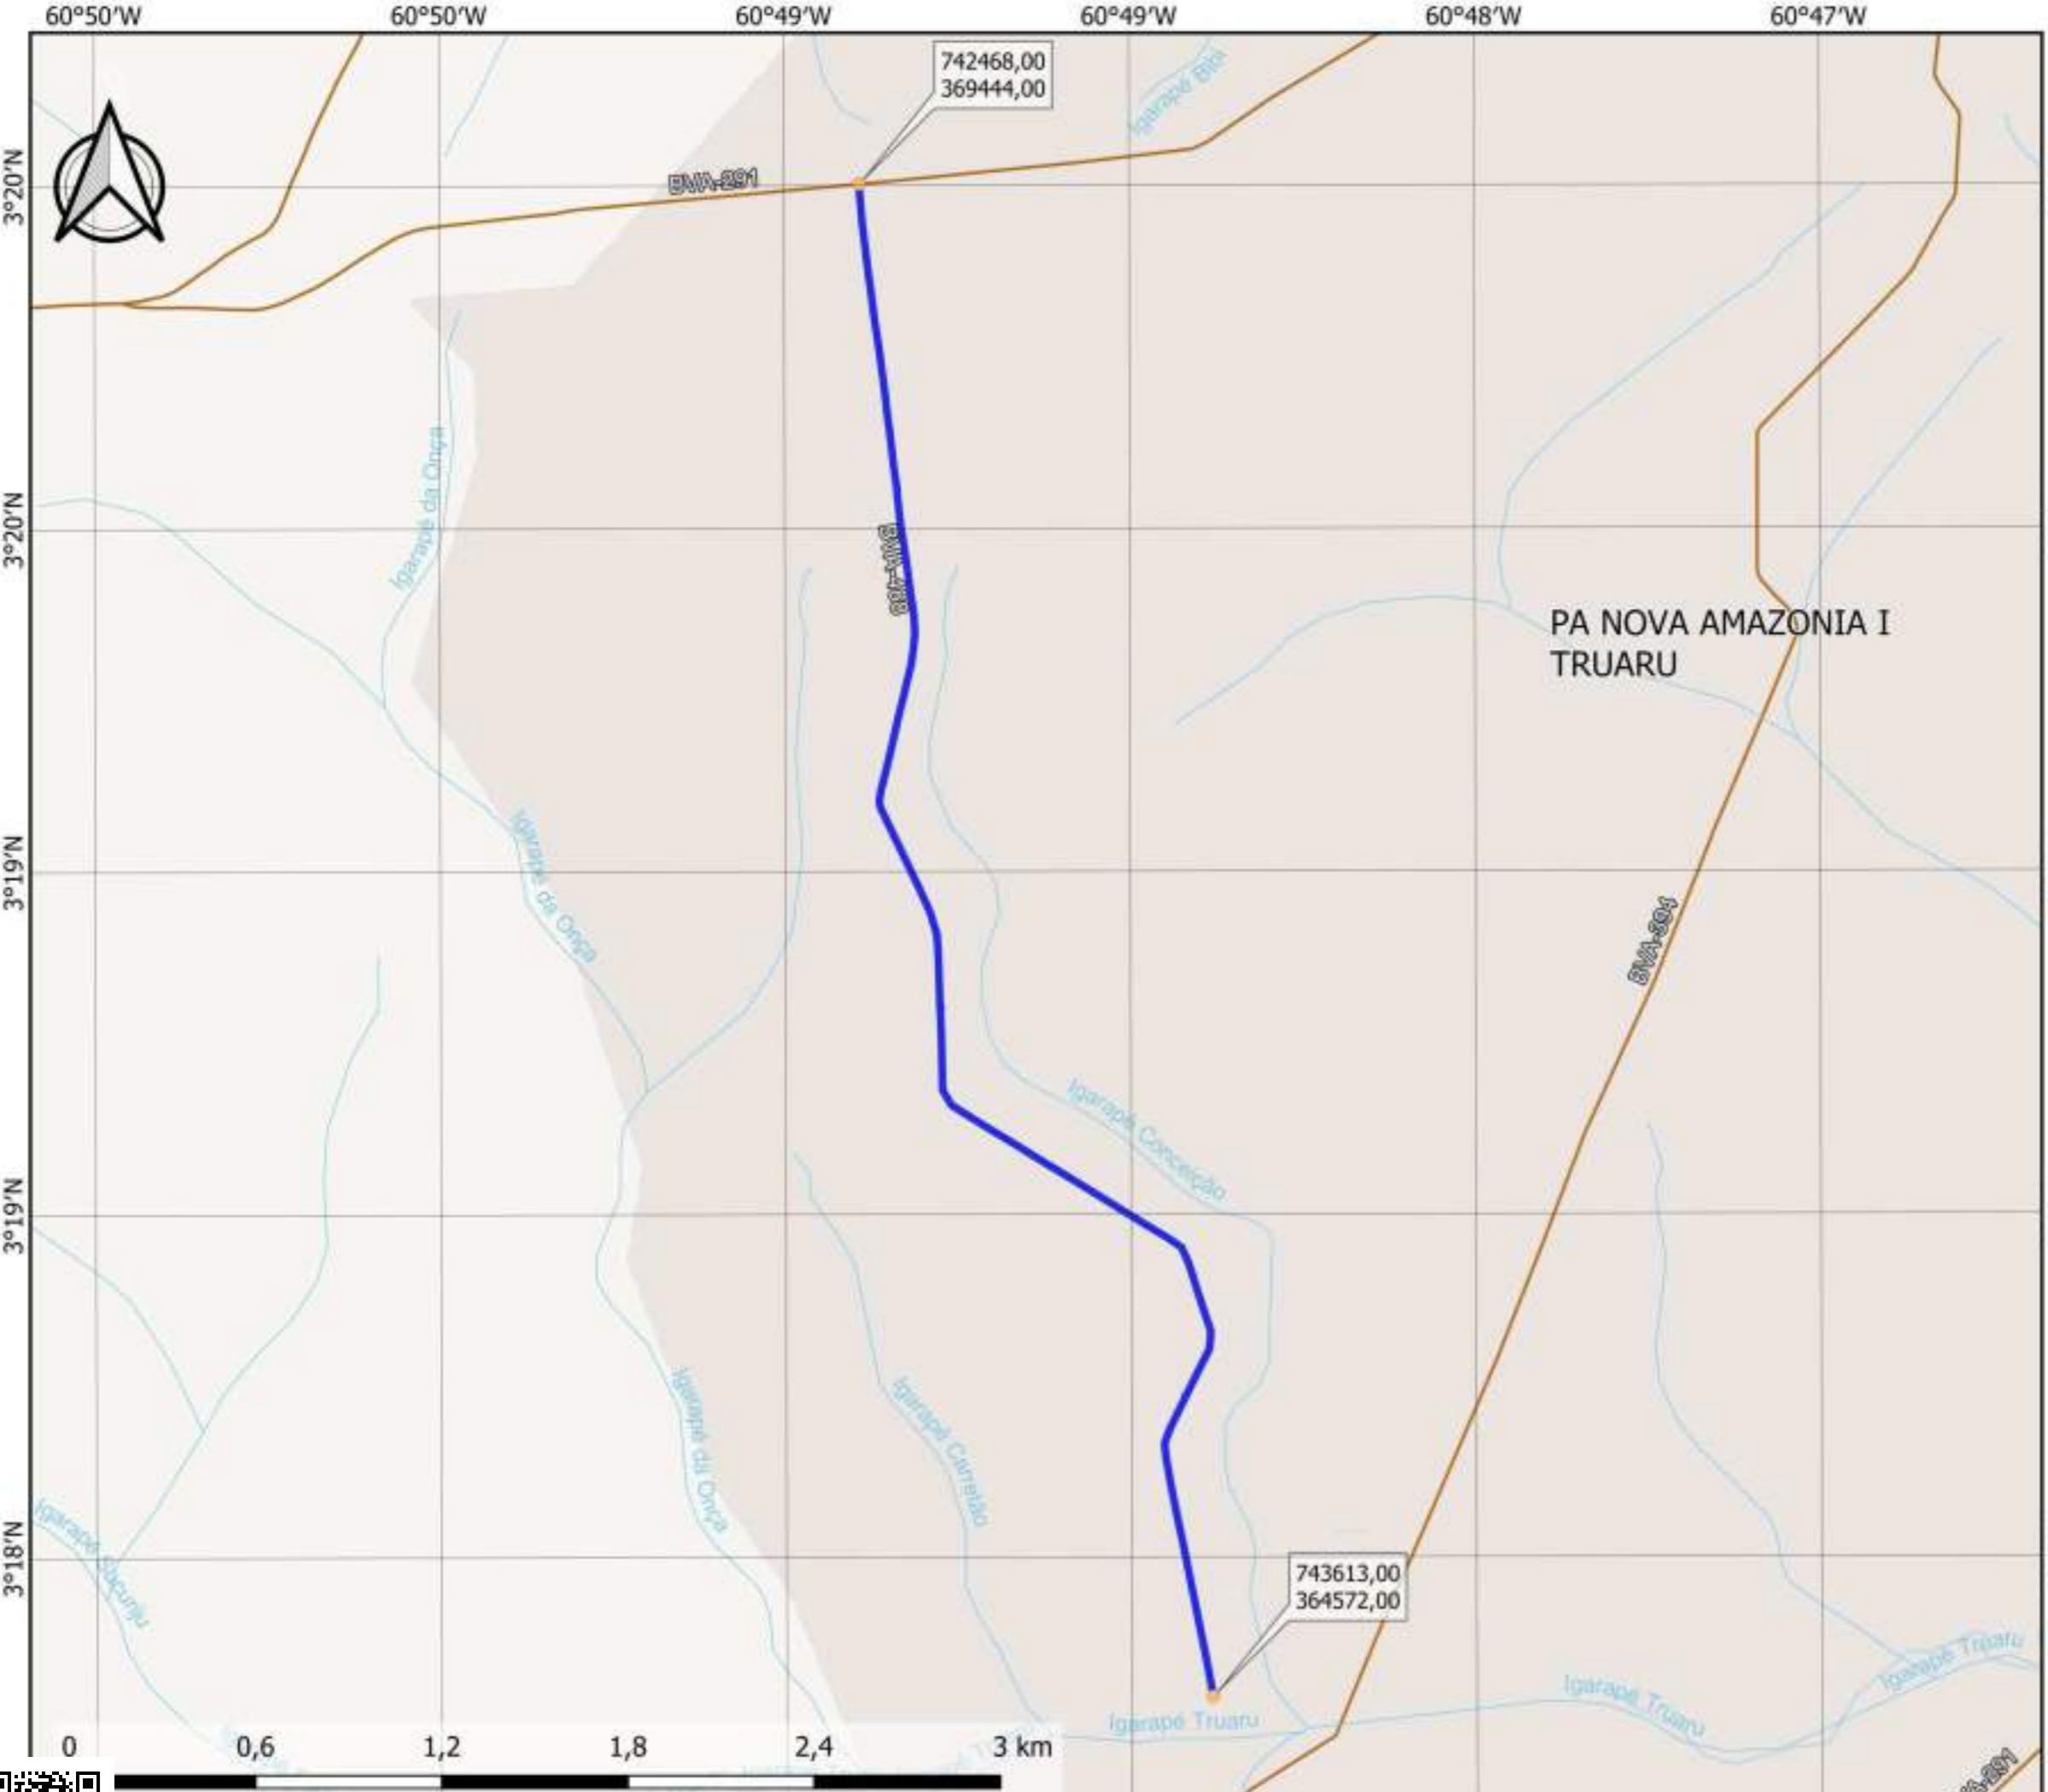 60°50′W 60°50′W 60°49′W 60°49′W 60°48′W 60°47′W
742468,00
369444,00
Igarapé Bloi
3°20′N
BVA-291
Igarapé da Onça
3°20′N
BVA-468
PA NOVA AMAZONIA I
TRUARU
3°19′N
Igarapé da Onça
BVA-394
Igarapé Conceição
3°19′N
Igarapé da Onça
Igarapé Carretão
3°18′N
Igarapé Sucunju
743613,00
364572,00
Igarapé Truaru
Igarapé Truaru
Igarapé Truaru
0 0,6 1,2 1,8 2,4 3 km